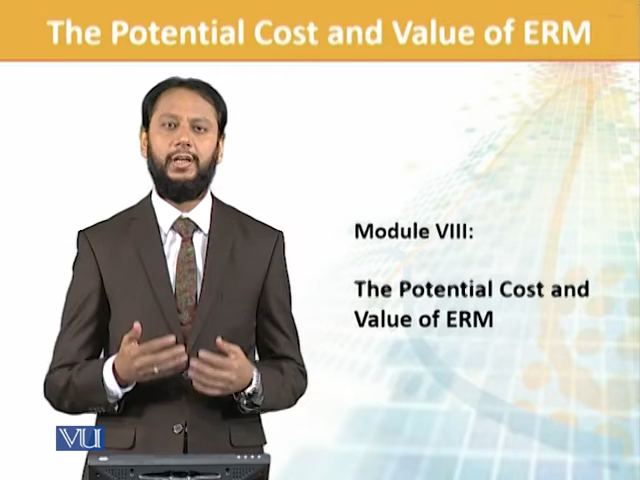 The Potential Cost and Value of ERM
Module VIII:
The Potential Cost and
Value of ERM
VU